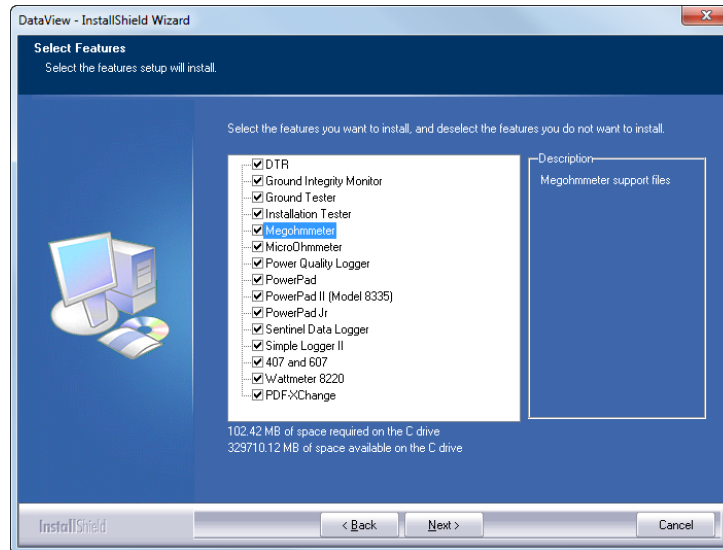 DataView - InstallShield Wizard
Select Features
Select the features setup will install.
Select the features you want to install, and deselect the features you do not want to install.
DTR
Ground Integrity Monitor
Ground Tester
Installation Tester
Megohmmeter
MicroOhmmeter
Power Quality Logger
PowerPad
PowerPad II (Model 8335)
PowerPad Jr
Sentinel Data Logger
Simple Logger II
407 and 607
Wattmeter 8220
PDF-XChange
Description
Megohmmeter support files
102.42 MB of space required on the C drive
329710.12 MB of space available on the C drive
InstallShield
< Back
Next >
Cancel